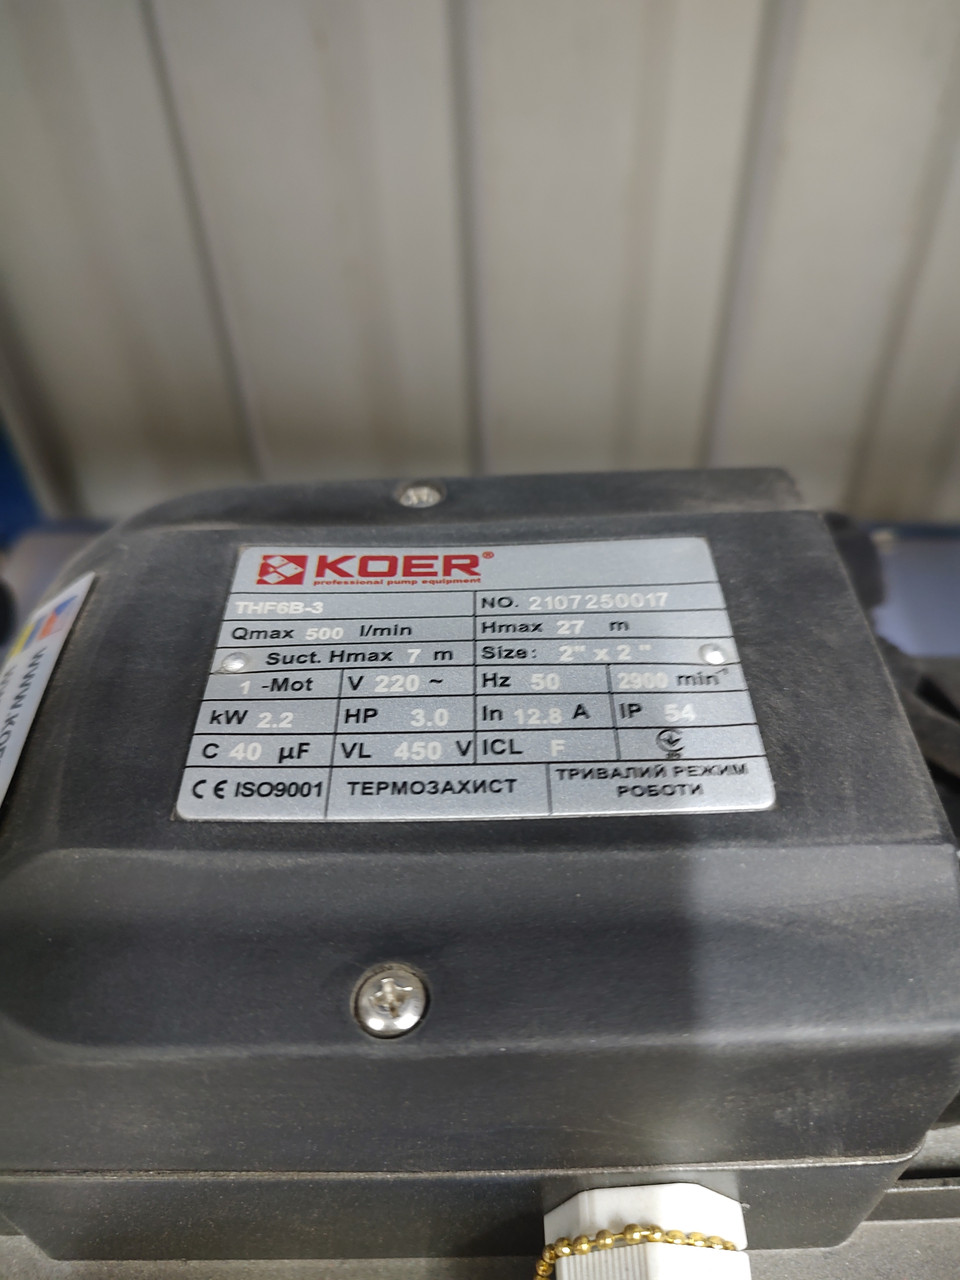 KOER®
professional pump equipment
THF6B-3 NO. 2107250017
Qmax 500 l/min Hmax 27 m
Suct. Hmax 7 m Size: 2" x 2"
1 -Mot V 220 ~ Hz 50 2900 min⁻¹
kW 2.2 HP 3.0 In 12.8 A IP 54
C 40 µF VL 450 V ICL F
CE ISO9001 ТЕРМОЗАХИСТ ТРИВАЛИЙ РЕЖИМ
РОБОТИ